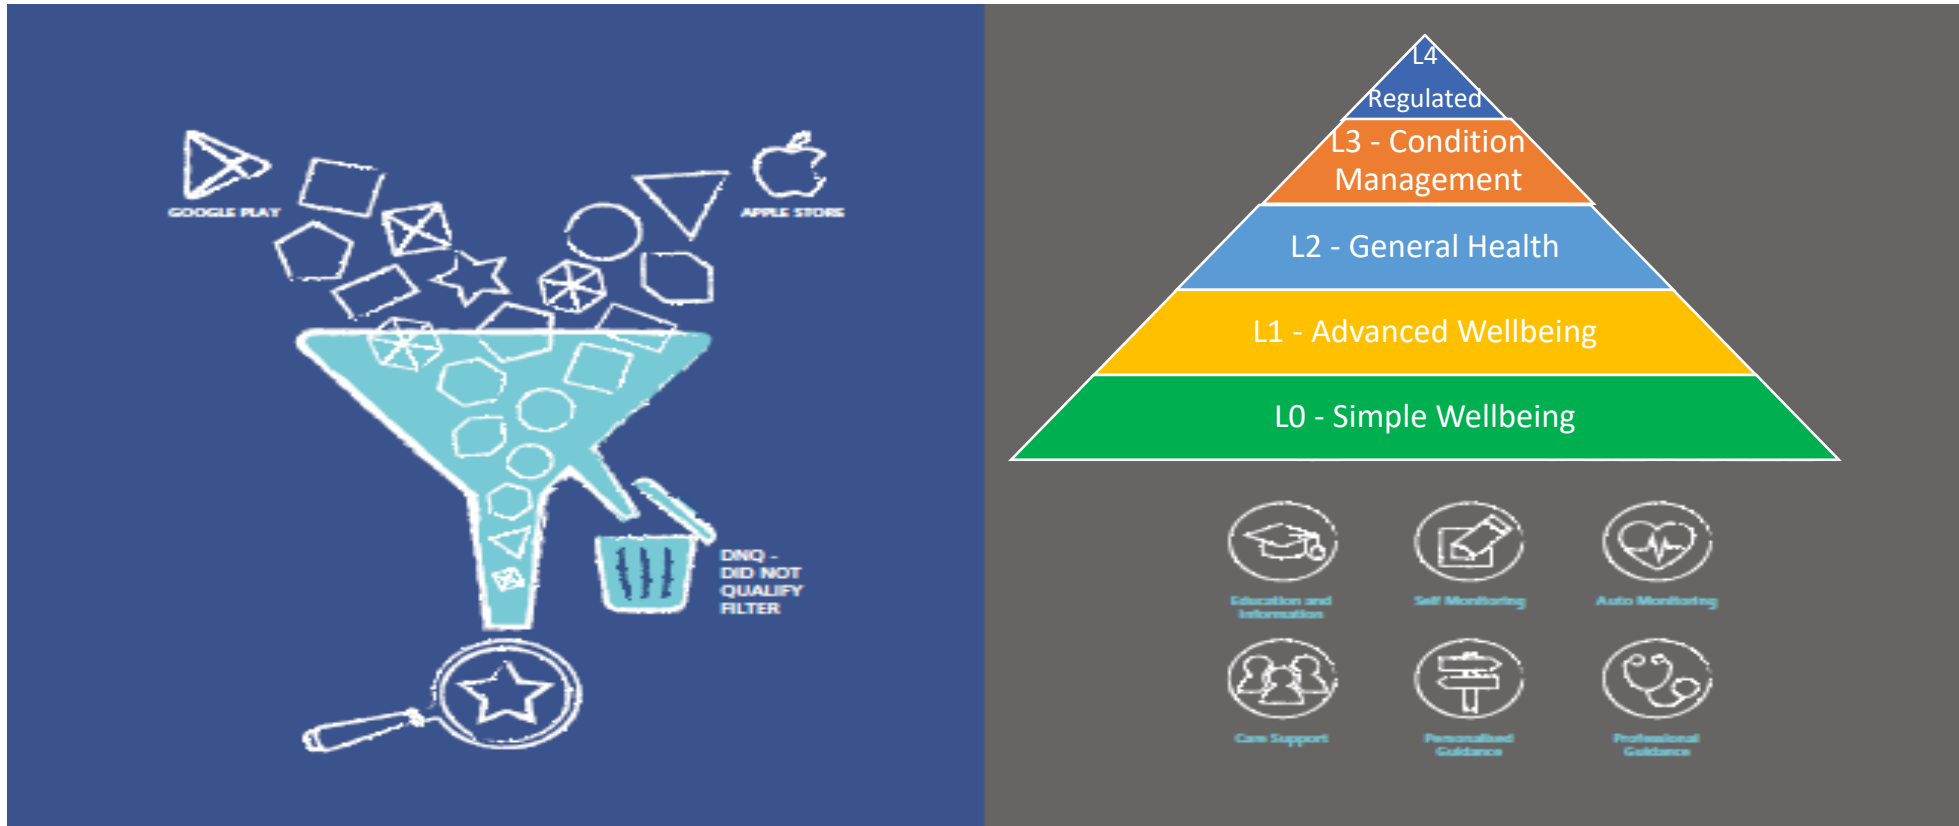 GOOGLE PLAY
APPLE STORE
DNQ -
DID NOT
QUALIFY
FILTER
L4
Regulated
L3 - Condition
Management
L2 - General Health
L1 - Advanced Wellbeing
L0 - Simple Wellbeing
Education and
Information
Self Monitoring
Auto Monitoring
Care Support
Personalised
Guidance
Professional
Guidance